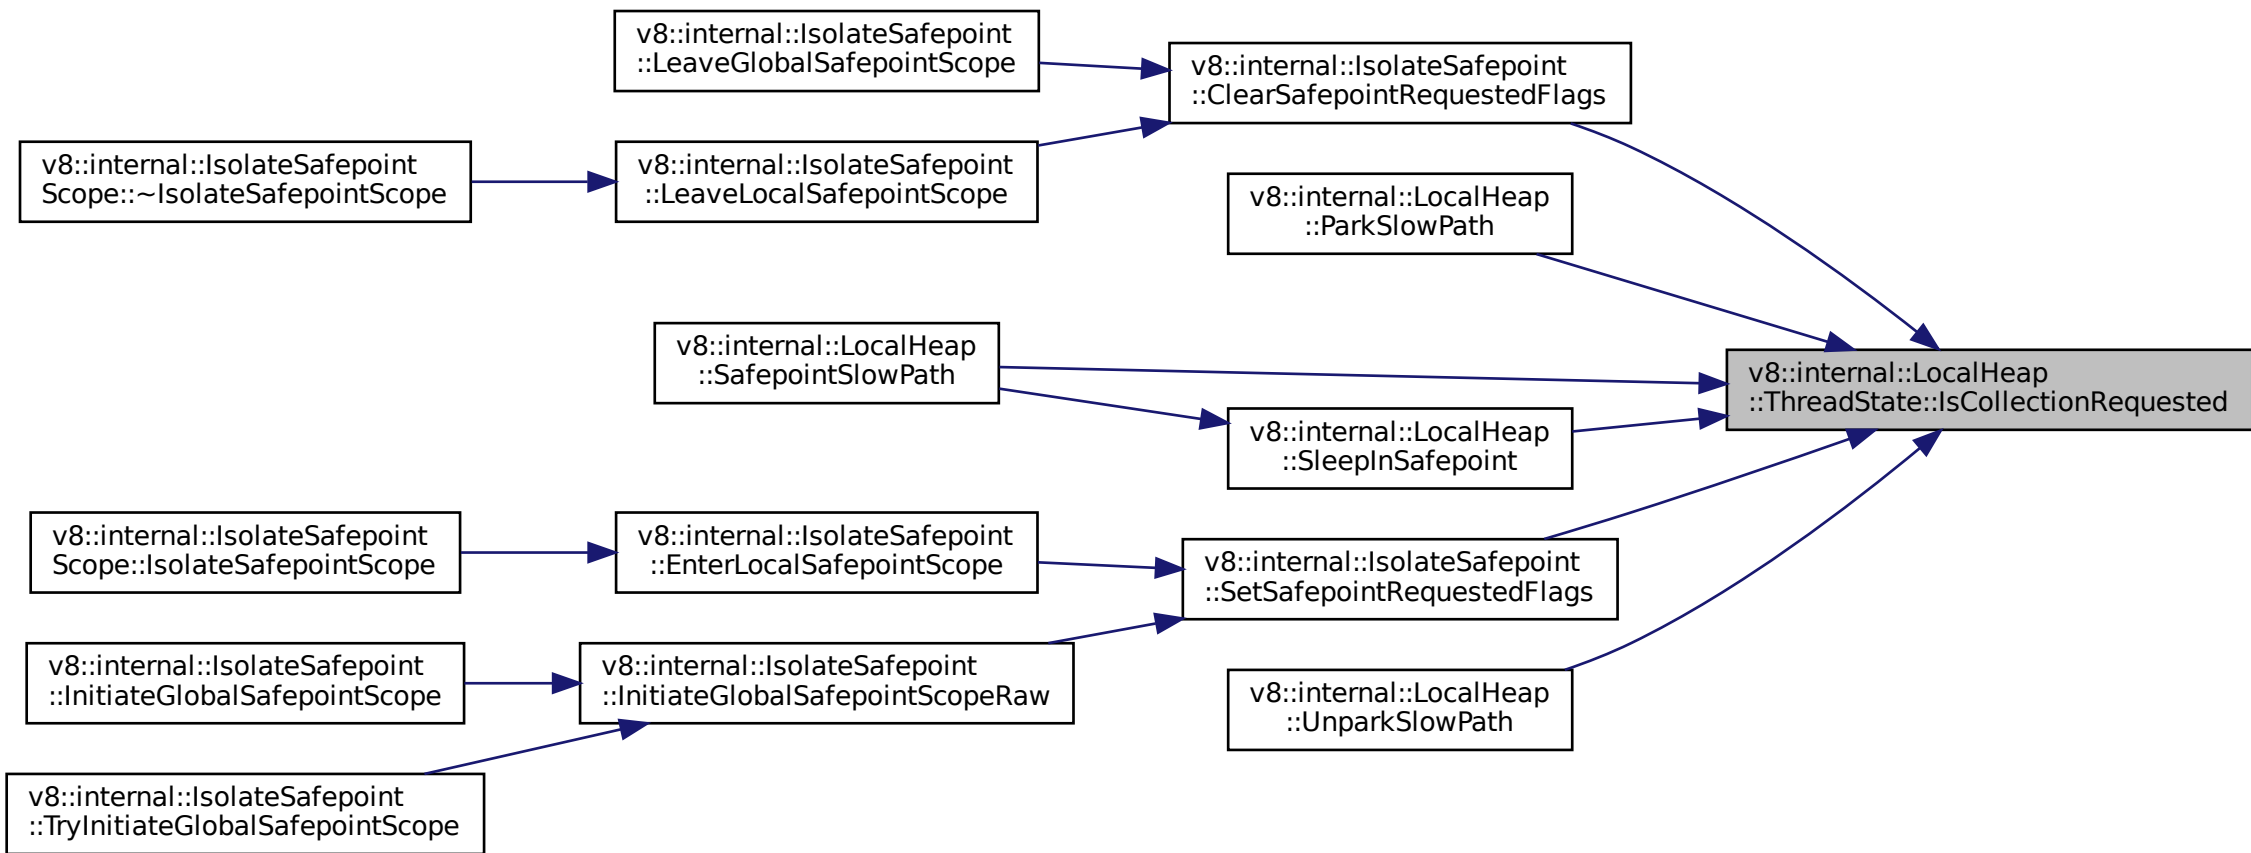 v8::internal::IsolateSafepoint
::LeaveGlobalSafepointScope
v8::internal::IsolateSafepoint
::ClearSafepointRequestedFlags
v8::internal::IsolateSafepoint
Scope::~IsolateSafepointScope
v8::internal::IsolateSafepoint
::LeaveLocalSafepointScope
v8::internal::LocalHeap
::ParkSlowPath
v8::internal::LocalHeap
::SafepointSlowPath
v8::internal::LocalHeap
::ThreadState::IsCollectionRequested
v8::internal::LocalHeap
::SleepInSafepoint
v8::internal::IsolateSafepoint
Scope::IsolateSafepointScope
v8::internal::IsolateSafepoint
::EnterLocalSafepointScope
v8::internal::IsolateSafepoint
::SetSafepointRequestedFlags
v8::internal::IsolateSafepoint
::InitiateGlobalSafepointScope
v8::internal::IsolateSafepoint
::InitiateGlobalSafepointScopeRaw
v8::internal::LocalHeap
::UnparkSlowPath
v8::internal::IsolateSafepoint
::TryInitiateGlobalSafepointScope